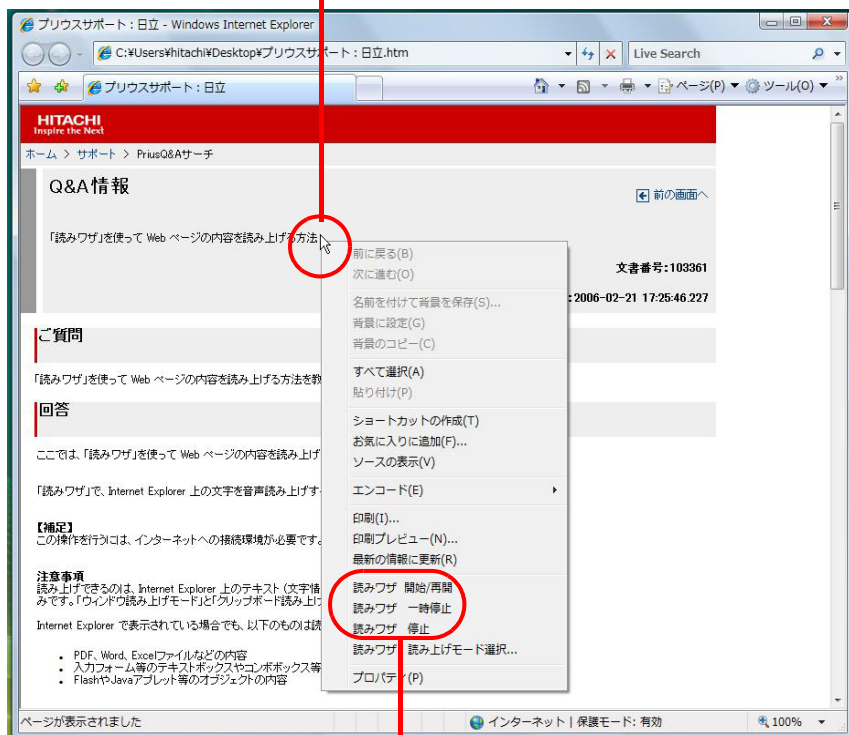 プリウスサポート：日立 - Windows Internet Explorer
C:¥Users¥hitachi¥Desktop¥プリウスサポート：日立.htm
Live Search
プリウスサポート：日立
ページ(P)
ツール(O)
HITACHI
Inspire the Next
ホーム > サポート > PriusQ&Aサーチ
Q&A情報
前の画面へ
「読みワザ」を使って Web ページの内容を読み上げる方法
文書番号:103361
:2006-02-21 17:25:46.227
ご質問
「読みワザ」を使って Web ページの内容を読み上げる方法を教
回答
ここでは、「読みワザ」を使って Web ページの内容を読み上げ
「読みワザ」で、Internet Explorer 上の文字を音声読み上げす
【補足】
この操作を行うには、インターネットへの接続環境が必要です。
注意事項
読み上げできるのは、Internet Explorer 上のテキスト（文字情
みです。「ウィンドウ読み上げモード」と「クリップボード読み上げ
Internet Explorer で表示されている場合でも、以下のものは読
• PDF、Word、Excelファイルなどの内容
• 入力フォーム等のテキストボックスやコンボボックス等
• FlashやJavaアプレット等のオブジェクトの内容
前に戻る(B)
次に進む(O)
名前を付けて背景を保存(S)...
背景に設定(G)
背景のコピー(C)
すべて選択(A)
貼り付け(P)
ショートカットの作成(T)
お気に入りに追加(F)...
ソースの表示(V)
エンコード(E)
印刷(I)...
印刷プレビュー(N)...
最新の情報に更新(R)
読みワザ 開始/再開
読みワザ 一時停止
読みワザ 停止
読みワザ 読み上げモード選択...
プロパティ(P)
ページが表示されました
インターネット | 保護モード: 有効
100%